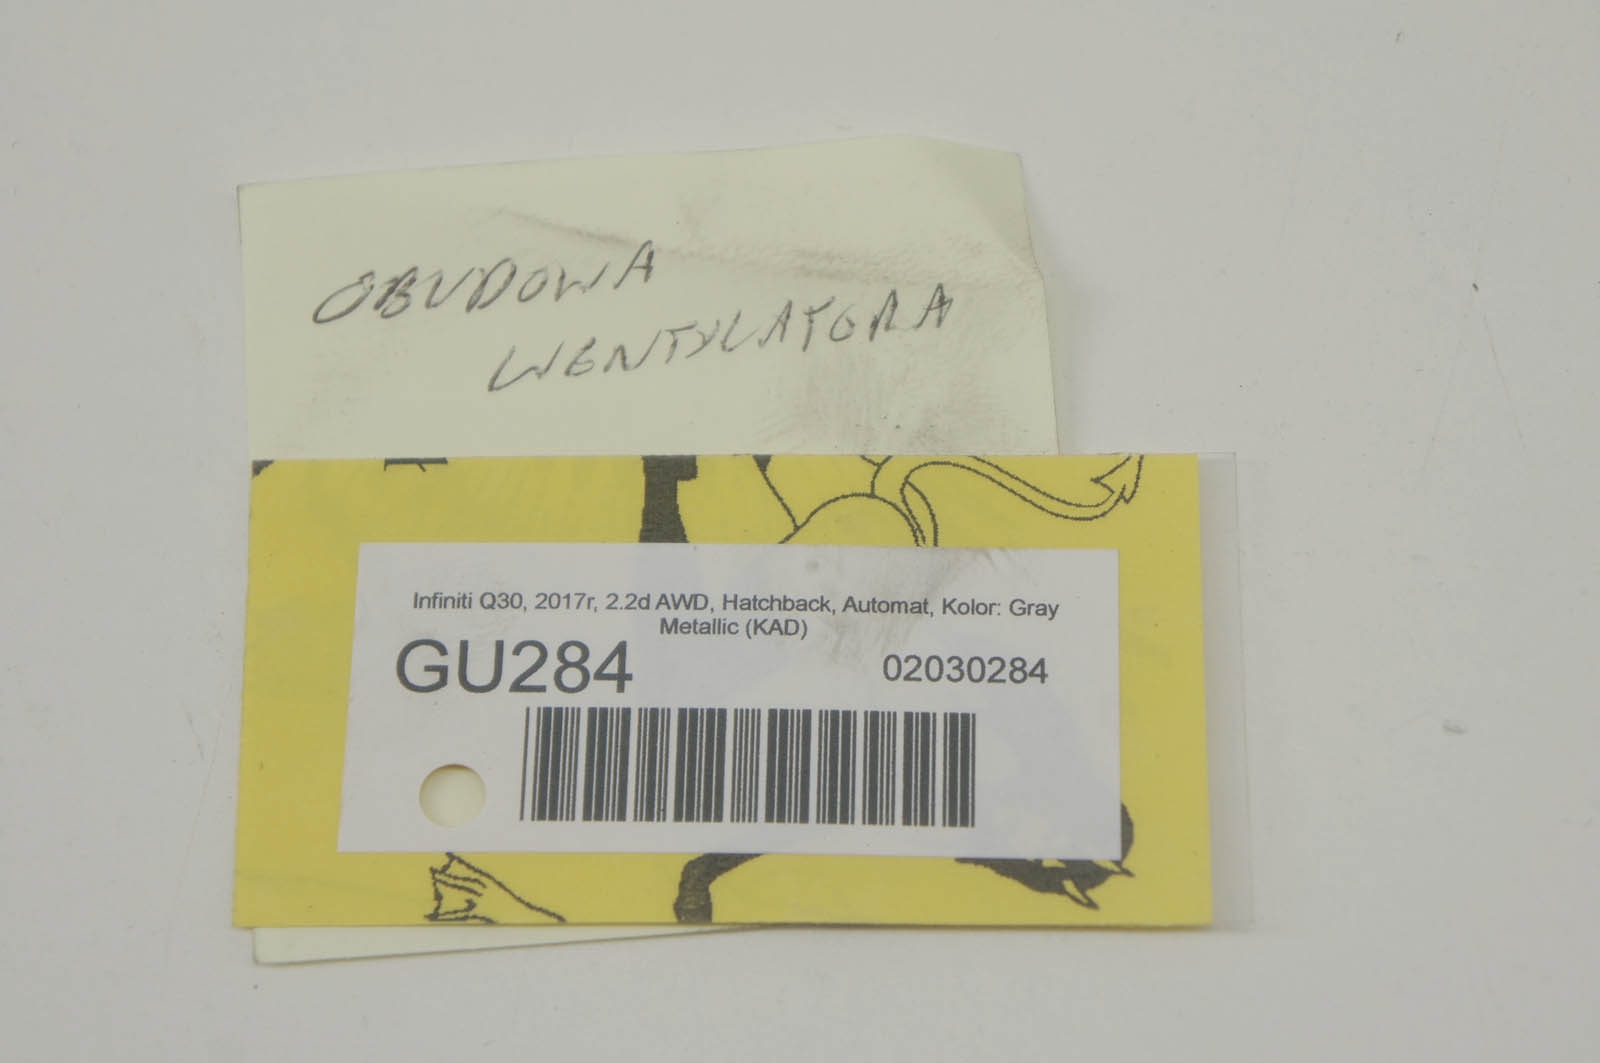 OBUDOWA
WENTYLATORA
Infiniti Q30, 2017r, 2.2d AWD, Hatchback, Automat, Kolor: Gray
Metallic (KAD)
GU284
02030284